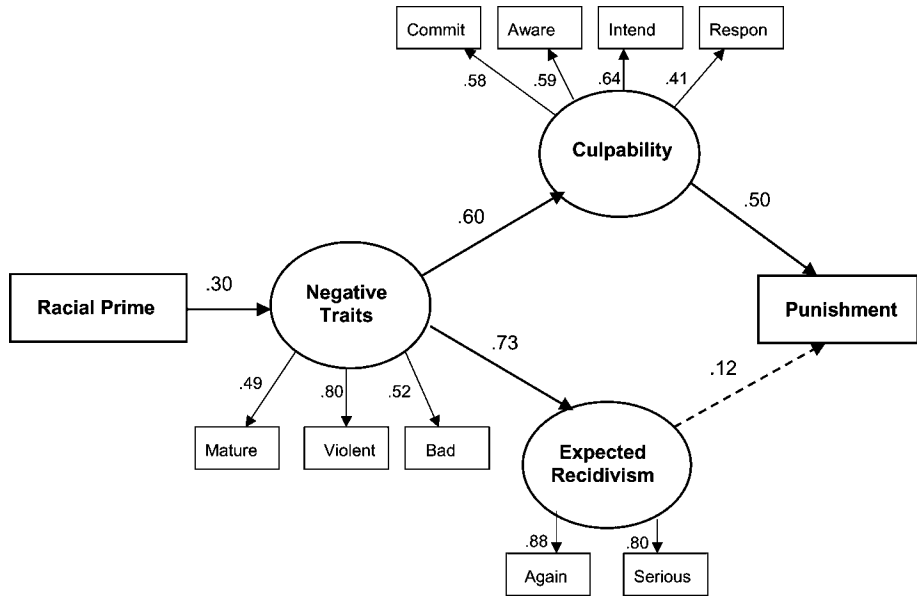 Commit
Aware
Intend
Respon
.58
.59
.64
.41
Culpability
.60
.50
.30
Racial Prime
Negative
Traits
Punishment
.73
.12
.49
.80
.52
Mature
Violent
Bad
Expected
Recidivism
.88
.80
Again
Serious